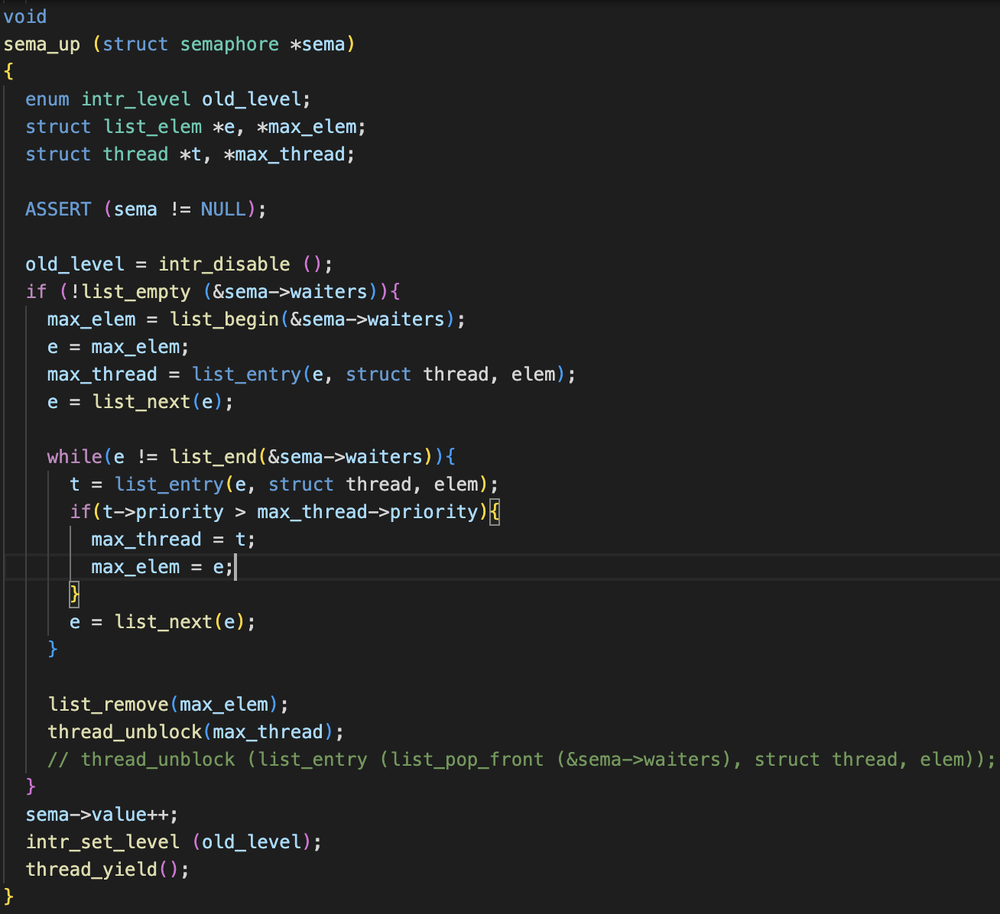 void
sema_up (struct semaphore *sema)
{
  enum intr_level old_level;
  struct list_elem *e, *max_elem;
  struct thread *t, *max_thread;

  ASSERT (sema != NULL);

  old_level = intr_disable ();
  if (!list_empty (&sema->waiters)){
    max_elem = list_begin(&sema->waiters);
    e = max_elem;
    max_thread = list_entry(e, struct thread, elem);
    e = list_next(e);

    while(e != list_end(&sema->waiters)){
      t = list_entry(e, struct thread, elem);
      if(t->priority > max_thread->priority){
        max_thread = t;
        max_elem = e;
      }
      e = list_next(e);
    }

    list_remove(max_elem);
    thread_unblock(max_thread);
    // thread_unblock (list_entry (list_pop_front (&sema->waiters), struct thread, elem));
  }
  sema->value++;
  intr_set_level (old_level);
  thread_yield();
}